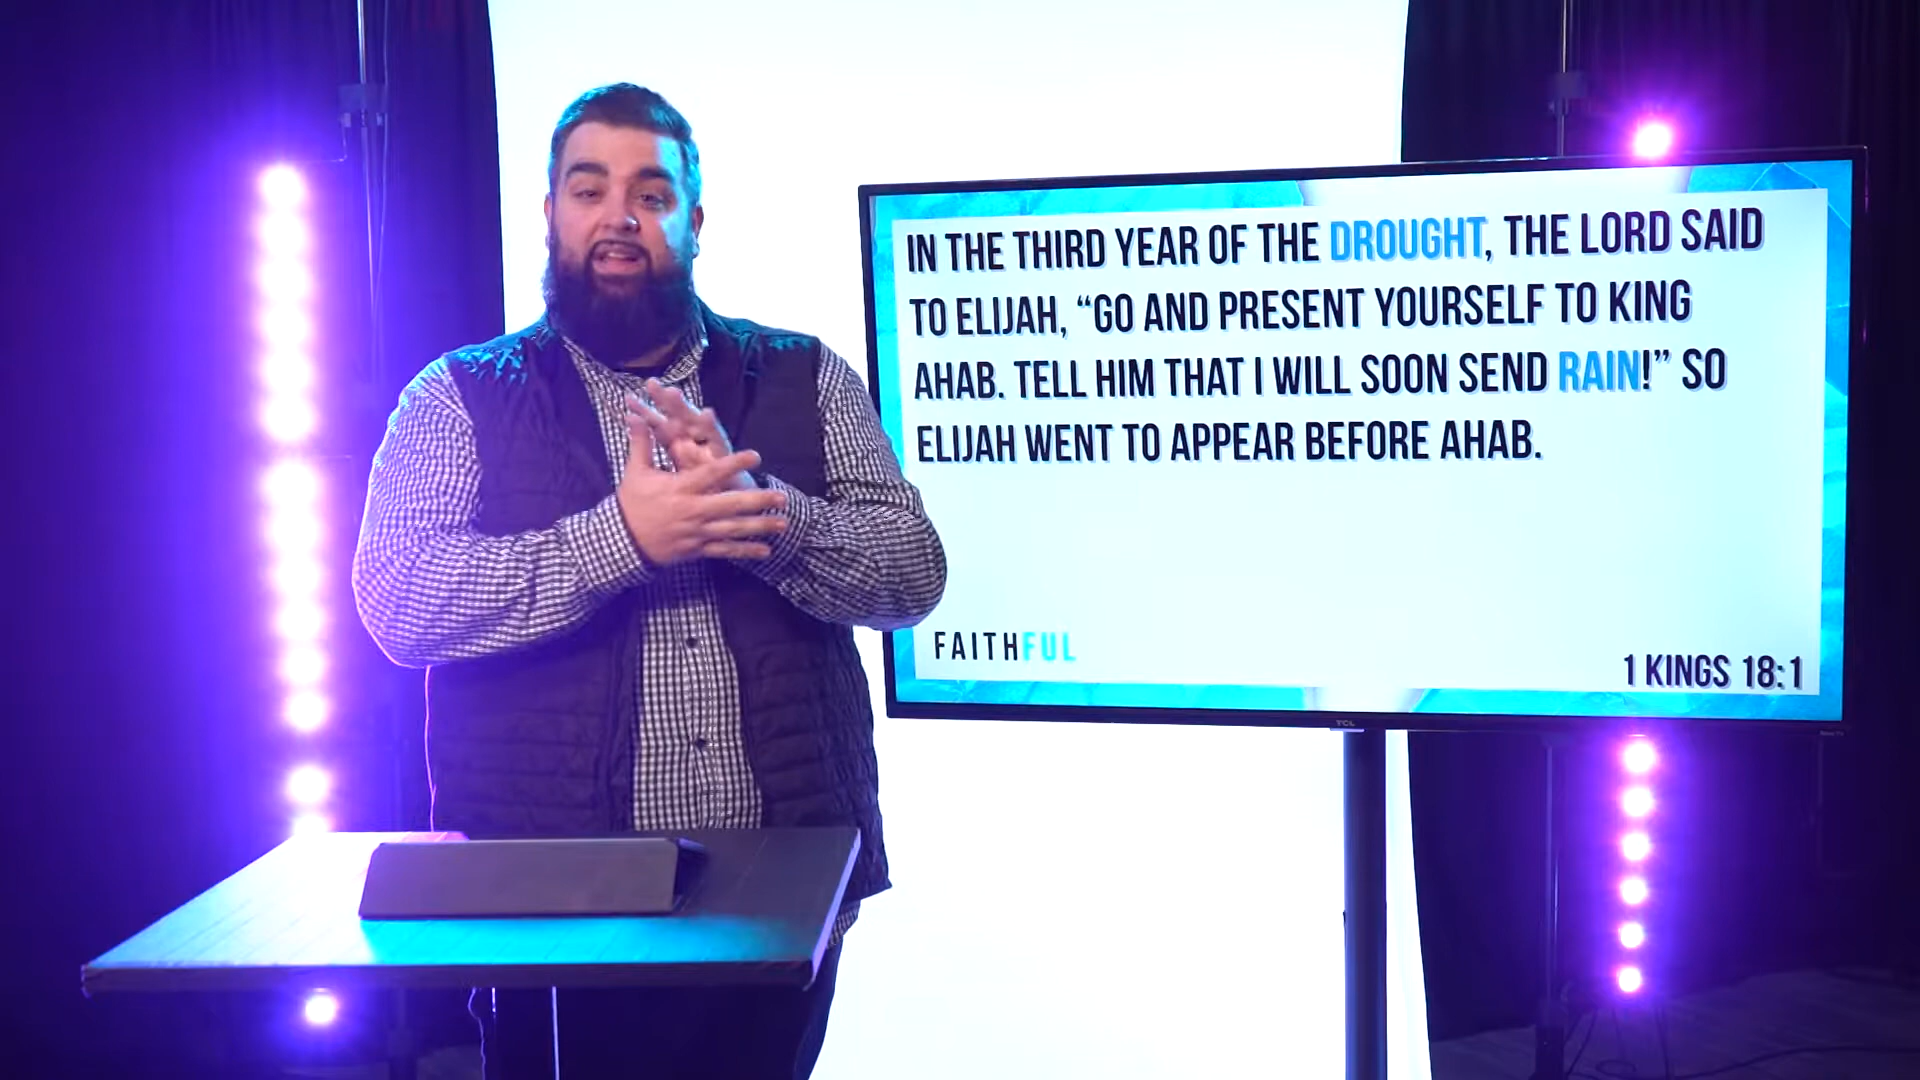 IN THE THIRD YEAR OF THE DROUGHT, THE LORD SAID
TO ELIJAH, “GO AND PRESENT YOURSELF TO KING
AHAB. TELL HIM THAT I WILL SOON SEND RAIN!” SO
ELIJAH WENT TO APPEAR BEFORE AHAB.
FAITHFUL
1 KINGS 18:1
TCL